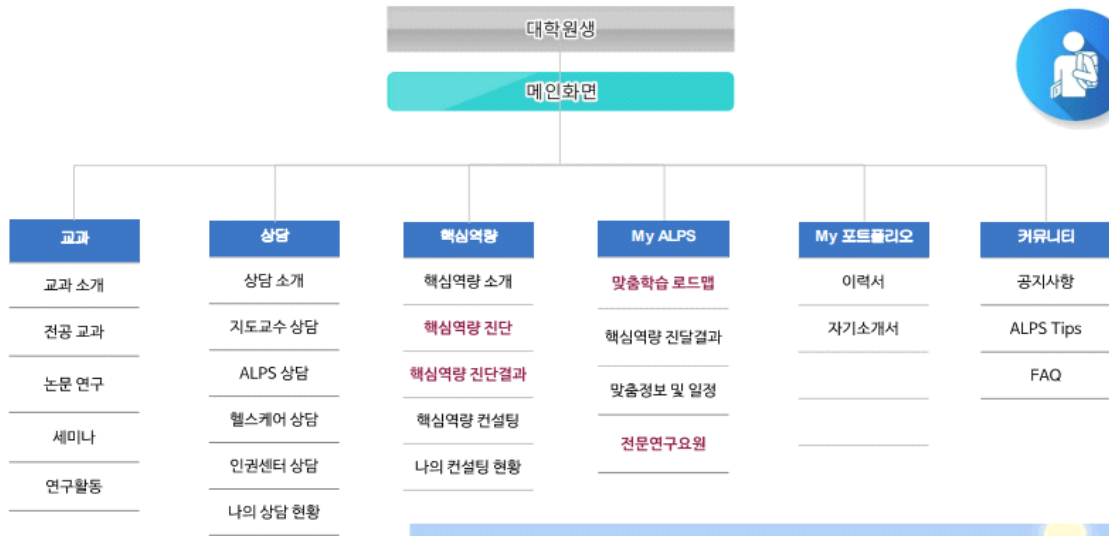 대학원생
메인화면
교과
교과 소개
전공 교과
논문 연구
세미나
연구활동
상담
상담 소개
지도교수 상담
ALPS 상담
헬스케어 상담
인권센터 상담
나의 상담 현황
핵심역량
핵심역량 소개
핵심역량 진단
핵심역량 진단결과
핵심역량 컨설팅
나의 컨설팅 현황
My ALPS
맞춤학습 로드맵
핵심역량 진달결과
맞춤정보 및 일정
전문연구요원
My 포트폴리오
이력서
자기소개서
커뮤니티
공지사항
ALPS Tips
FAQ